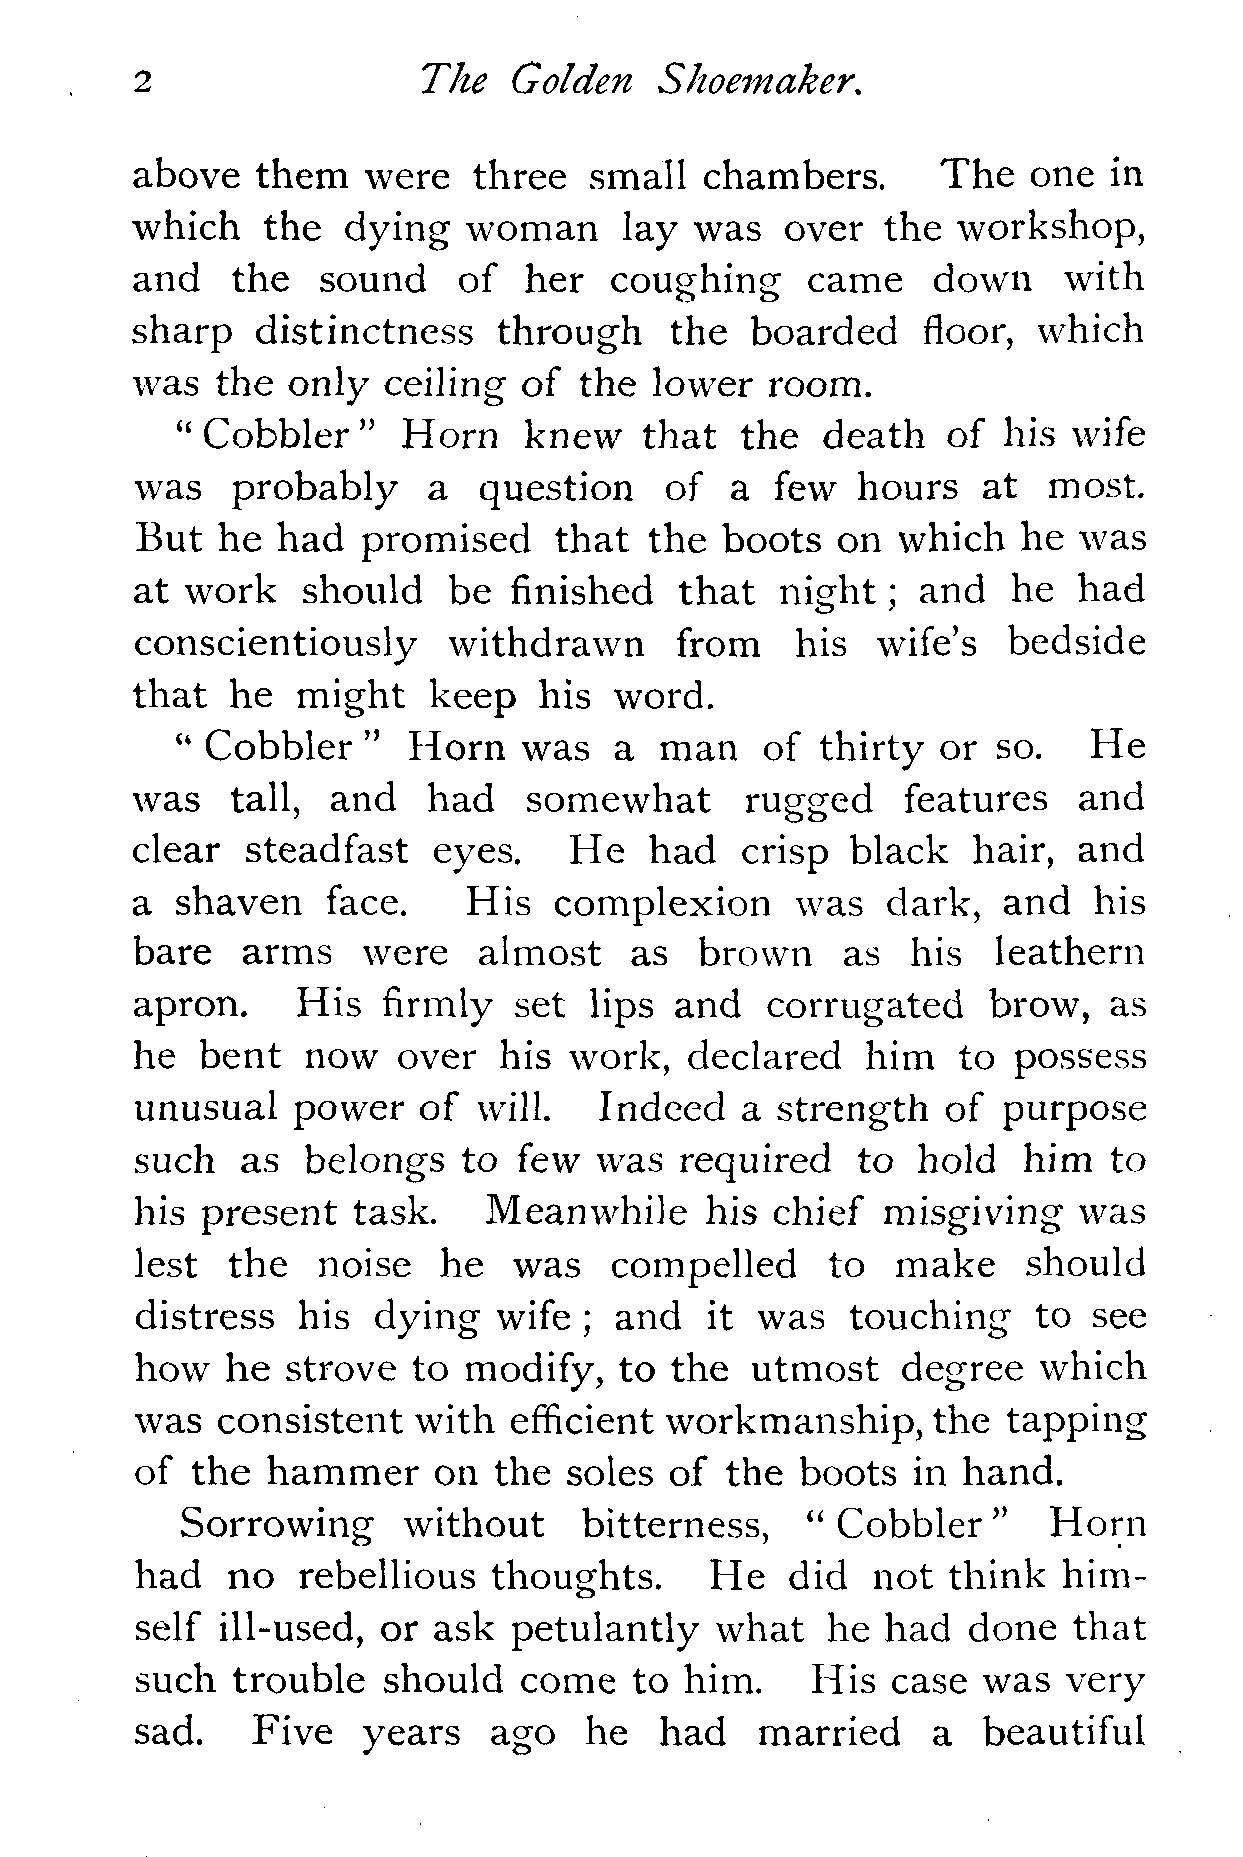 2 The Golden Shoemaker.
above them were three small chambers. The one in
which the dying woman lay was over the workshop,
and the sound of her coughing came down with
sharp distinctness through the boarded floor, which
was the only ceiling of the lower room.
“ Cobbler ” Horn knew that the death of his wife
was probably a question of a few hours at most.
But he had promised that the boots on which he was
at work should be finished that night ; and he had
conscientiously withdrawn from his wife's bedside
that he might keep his word.
“ Cobbler ” Horn was a man of thirty or so. He
was tall, and had somewhat rugged features and
clear steadfast eyes. He had crisp black hair, and
a shaven face. His complexion was dark, and his
bare arms were almost as brown as his leathern
apron. His firmly set lips and corrugated brow, as
he bent now over his work, declared him to possess
unusual power of will. Indeed a strength of purpose
such as belongs to few was required to hold him to
his present task. Meanwhile his chief misgiving was
lest the noise he was compelled to make should
distress his dying wife ; and it was touching to see
how he strove to modify, to the utmost degree which
was consistent with efficient workmanship, the tapping
of the hammer on the soles of the boots in hand.
Sorrowing without bitterness, “ Cobbler ” Horn
had no rebellious thoughts. He did not think him-
self ill-used, or ask petulantly what he had done that
such trouble should come to him. His case was very
sad. Five years ago he had married a beautiful